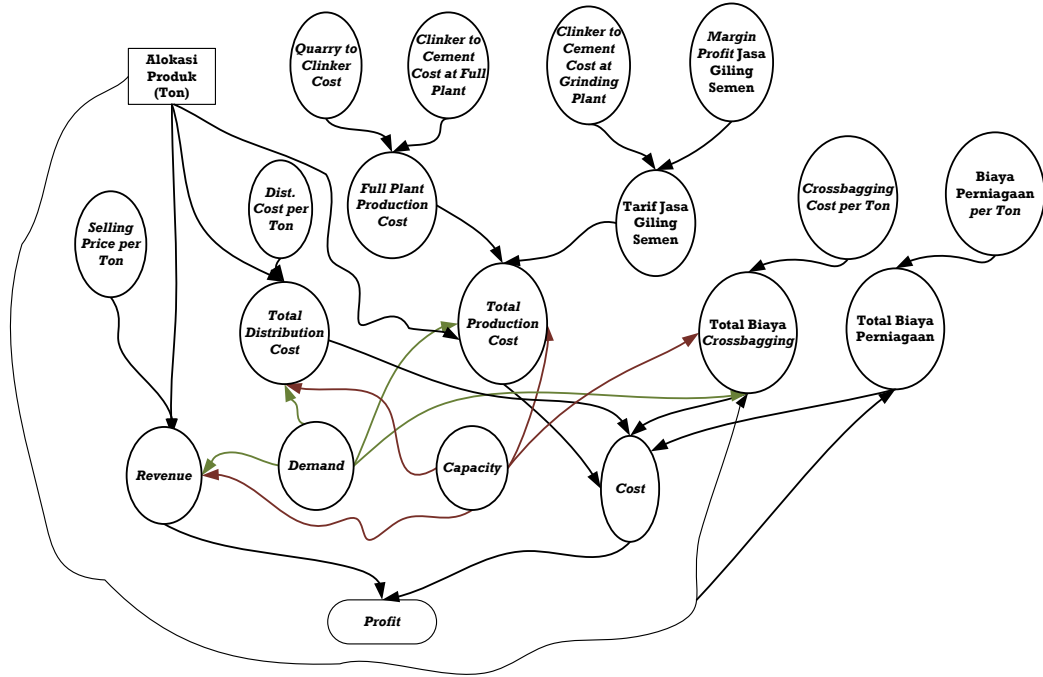 Alokasi
Produk
(Ton)
Quarry to
Clinker
Cost
Clinker to
Cement
Cost at Full
Plant
Clinker to
Cement
Cost at
Grinding
Plant
Margin
Profit Jasa
Giling
Semen
Selling
Price per
Ton
Dist.
Cost per
Ton
Full Plant
Production
Cost
Tarif Jasa
Giling
Semen
Crossbagging
Cost per Ton
Biaya
Perniagaan
per Ton
Total
Distribution
Cost
Total
Production
Cost
Total Biaya
Crossbagging
Total Biaya
Perniagaan
Revenue
Demand
Capacity
Cost
Profit